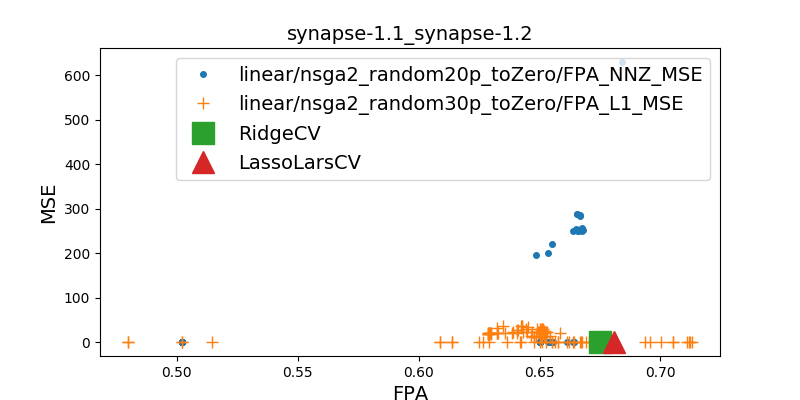 synapse-1.1_synapse-1.2
linear/nsga2_random20p_toZero/FPA_NNZ_MSE
linear/nsga2_random30p_toZero/FPA_L1_MSE
RidgeCV
LassoLarsCV
MSE
600
500
400
300
200
100
0
0.50 0.55 0.60 0.65 0.70
FPA